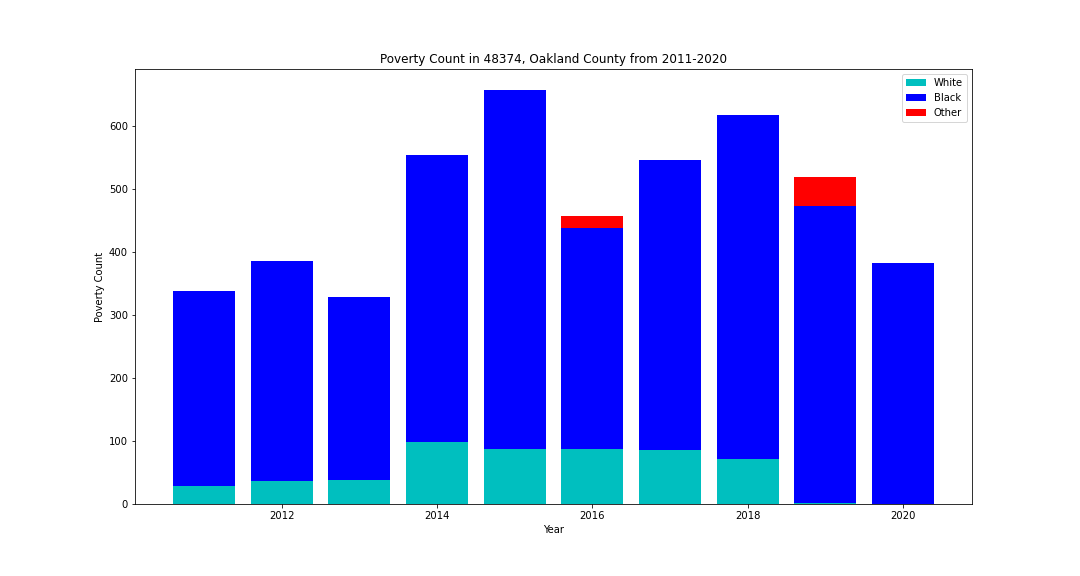 Poverty Count in 48374, Oakland County from 2011-2020
White
Black
Other
600
500
400
300
200
100
0
Poverty Count
2012 2014 2016 2018 2020
Year